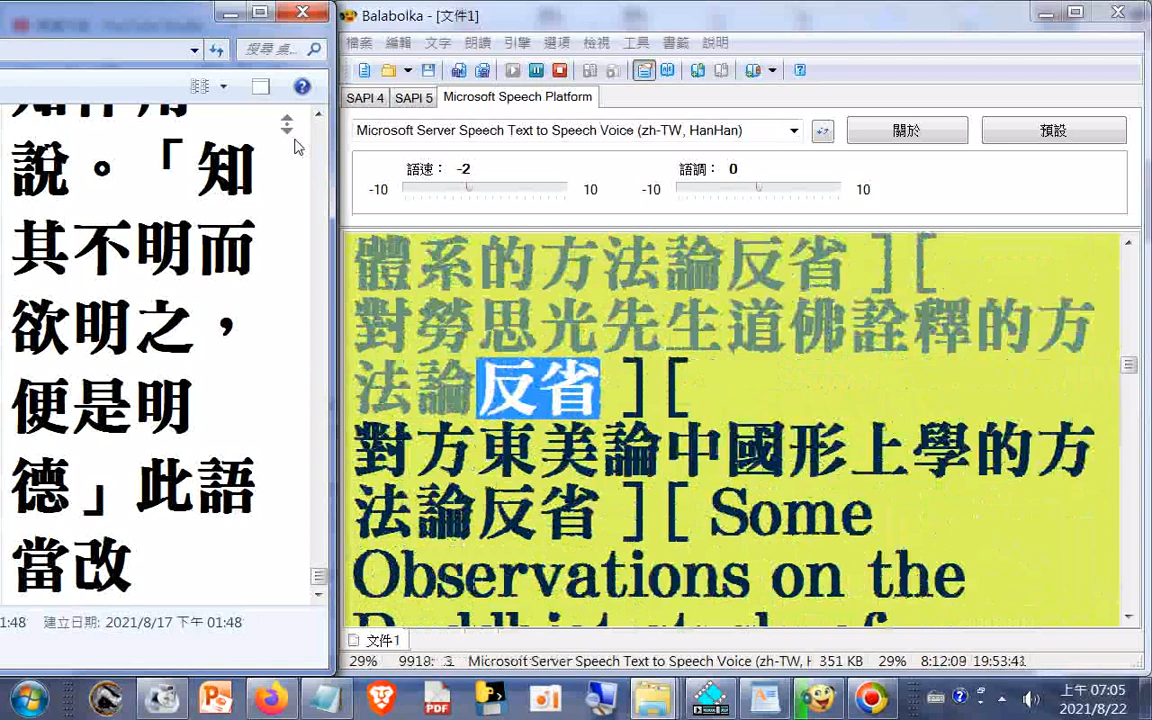 Balabolka - [文件1]
檔案 編輯 文字 朗讀 引擎 選項 檢視 工具 書籤 說明
搜尋 桌...
SAPI 4 SAPI 5 Microsoft Speech Platform
Microsoft Server Speech Text to Speech Voice (zh-TW, HanHan)
關於
預設
語速： -2
-10 10
語調： 0
-10 10
說。「知
其不明而
欲明之，
便是明
德」此語
當改
1:48 建立日期: 2021/8/17 下午 01:48
體系的方法論反省 ][
對勞思光先生道佛詮釋的方
法論反省 ][
對方東美論中國形上學的方
法論反省 ][ Some
Observations on the
文件1
29% Microsoft Server Speech Text to Speech Voice (zh-TW, H 351 KB 29% 8:12:09 19:53:41
PDF
上午 07:05
2021/8/22